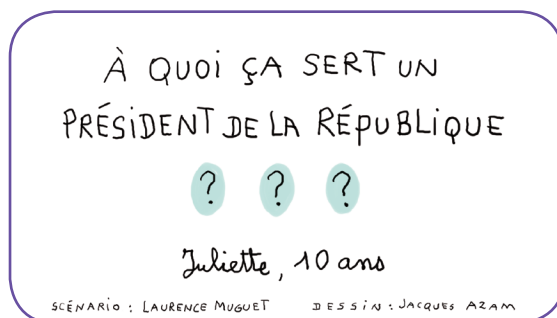 À QUOI ÇA SERT UN
PRÉSIDENT DE LA RÉPUBLIQUE
? ? ?
Juliette, 10 ans
SCÉNARIO : LAURENCE MUGUET DESSIN : JACQUES AZAM